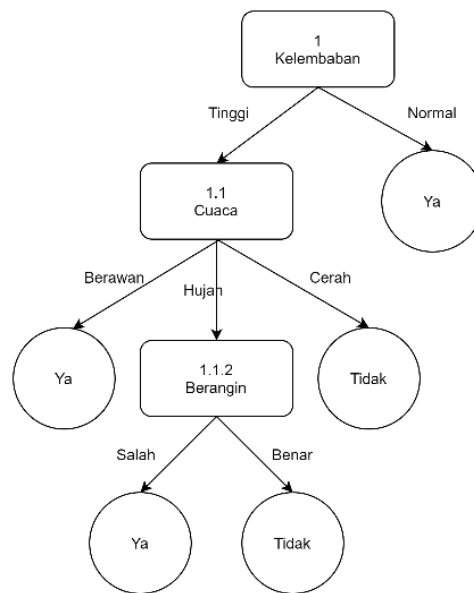 1
Kelembaban
Tinggi
Normal
1.1
Cuaca
Ya
Berawan
Hujan
Cerah
Ya
1.1.2
Berangin
Tidak
Salah
Benar
Ya
Tidak